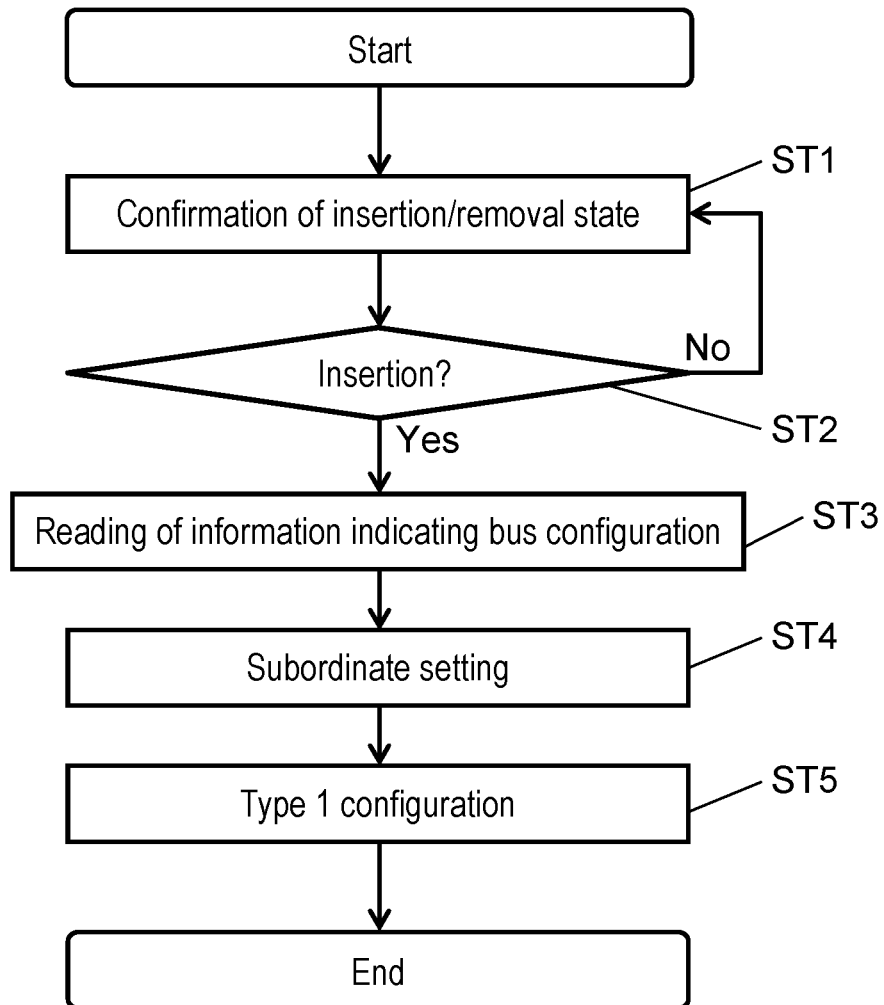 Start
ST1
Confirmation of insertion/removal state
Insertion?
No
ST2
Yes
Reading of information indicating bus configuration
ST3
Subordinate setting
ST4
Type 1 configuration
ST5
End